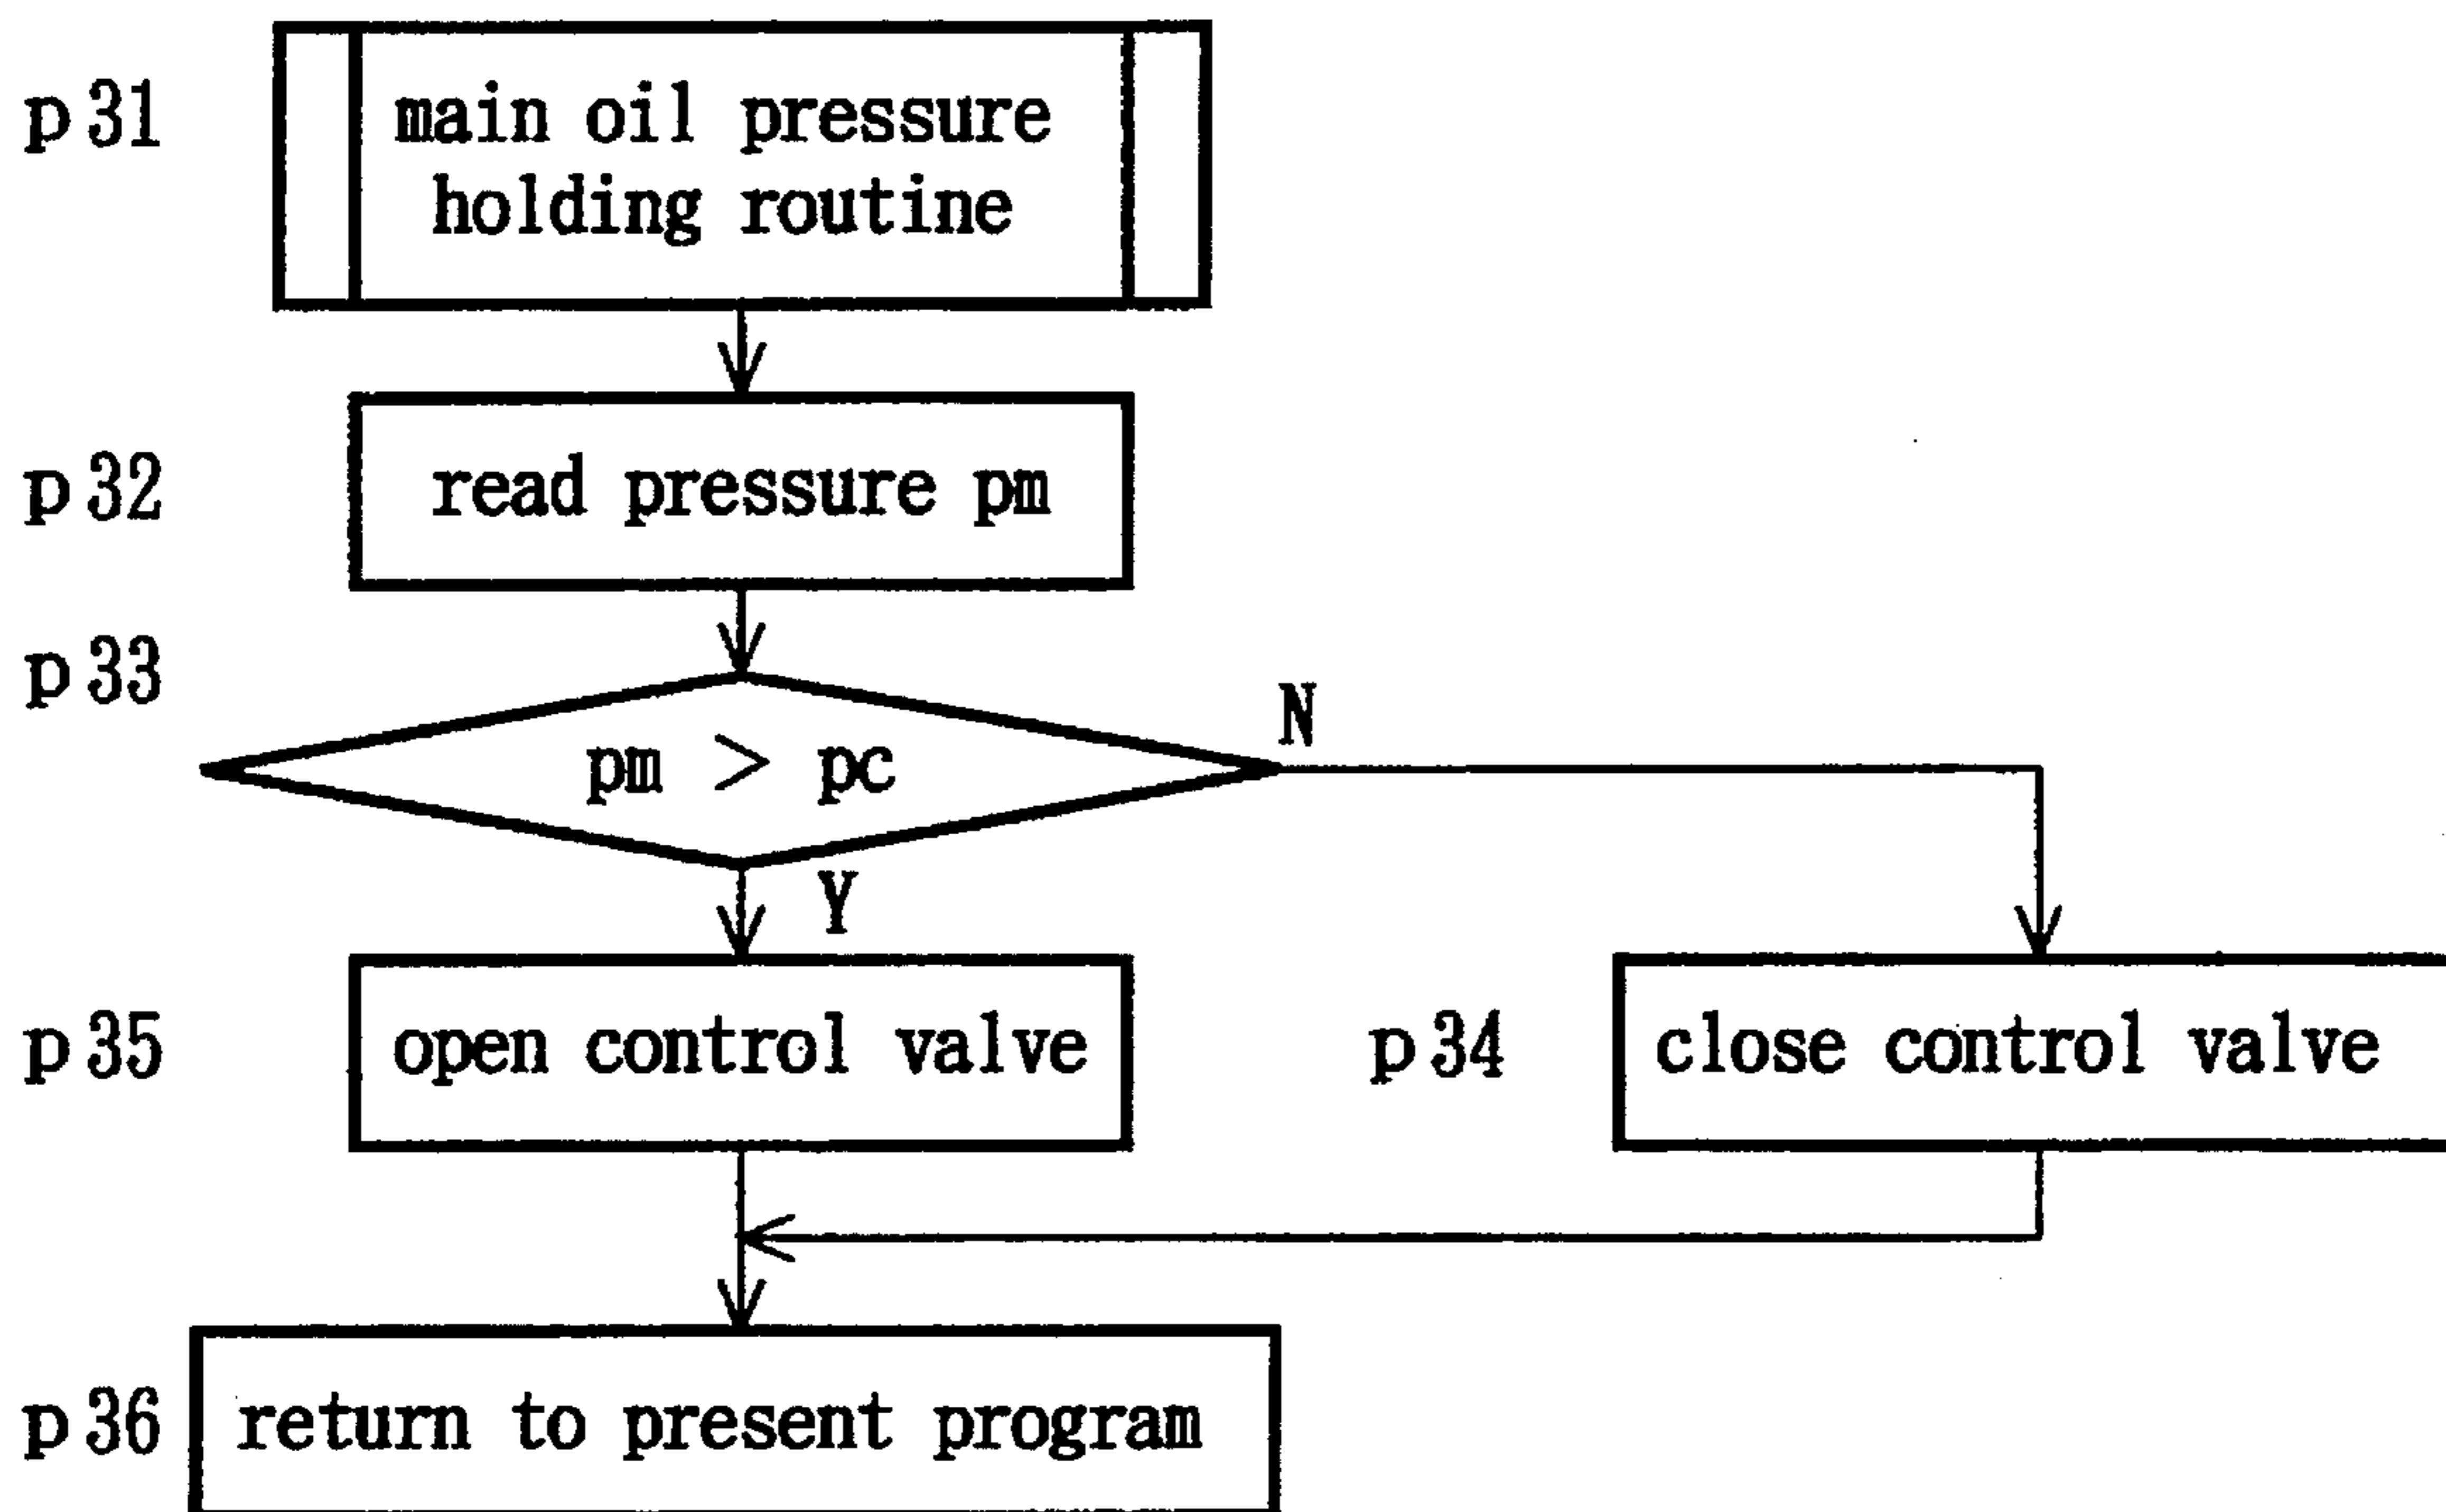 p31 main oil pressure
holding routine
p32 read pressure pm
p33
N
pm > pc
Y
p35 open control valve p34 close control valve
p36 return to present program